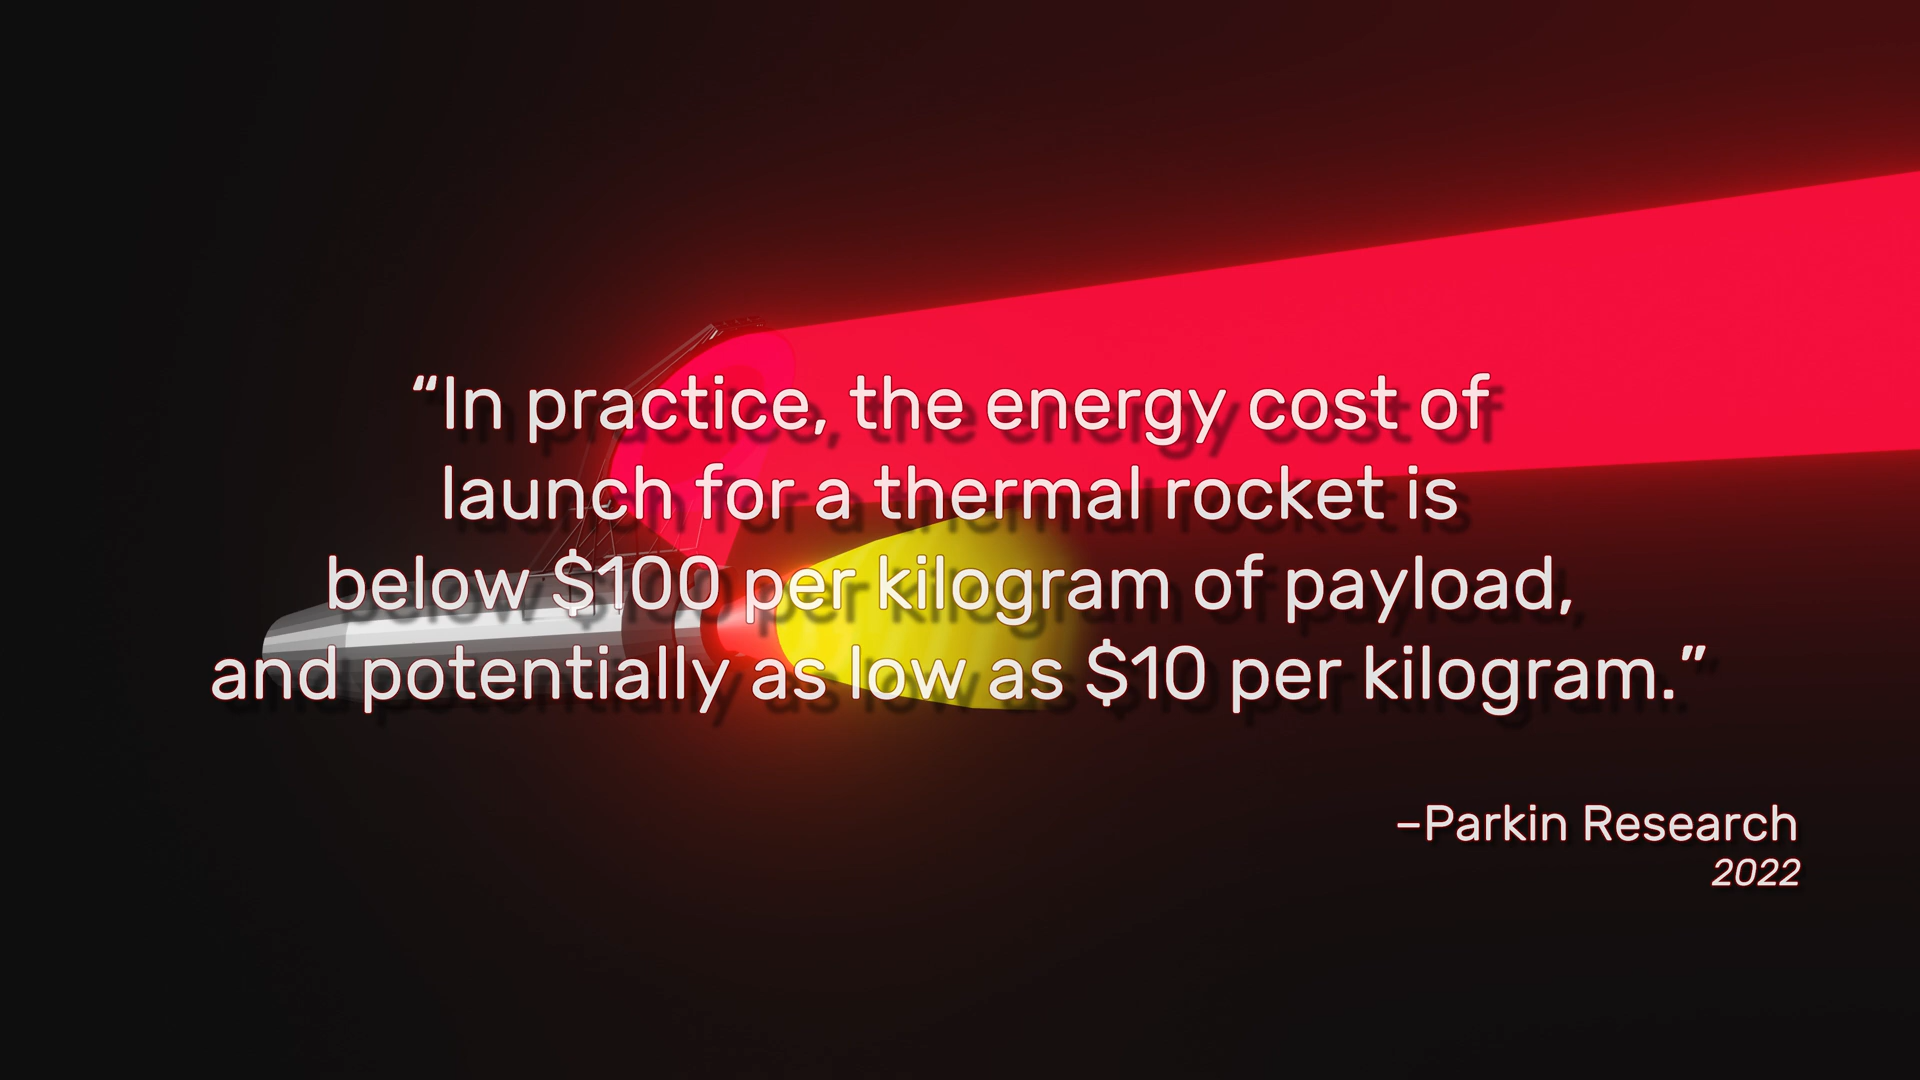 “In practice, the energy cost of
launch for a thermal rocket is
below $100 per kilogram of payload,
and potentially as low as $10 per kilogram.”
–Parkin Research
2022